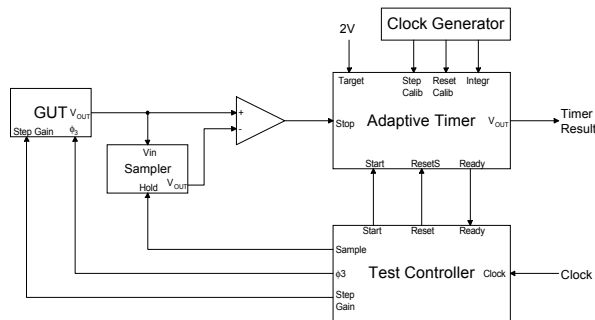 Clock Generator
2V
Target
Step
Calib
Reset
Calib
Integr
GUT
VOUT
Step Gain
ϕ3
+
-
Stop
Adaptive Timer
VOUT
Timer
Result
Vin
Sampler
VOUT
Hold
Start
ResetS
Ready
Start
Reset
Ready
Sample
ϕ3
Test Controller
Clock
Clock
Step
Gain